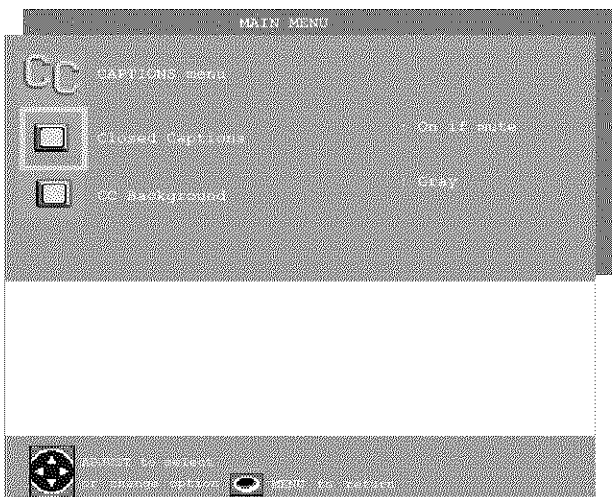 MAIN MENU
CC
CAPTIONS menu
Closed Captions
On if mute
CC Background
Gray
ADJUST to select
or change option
MENU to return